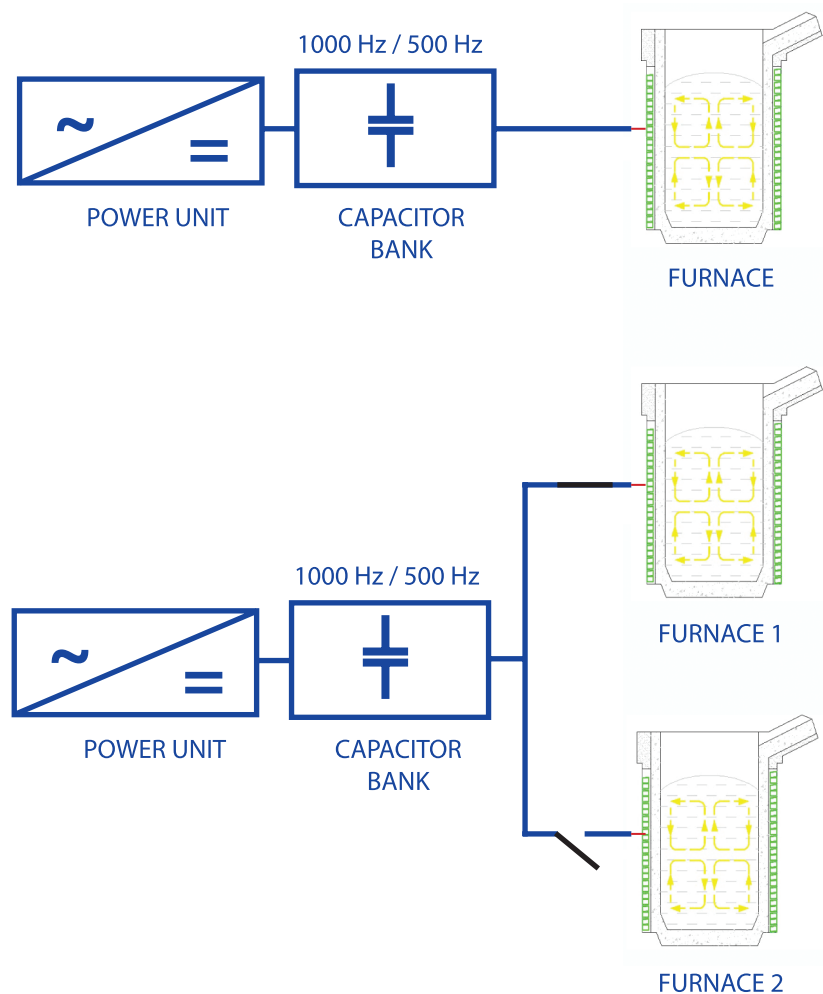 1000 Hz / 500 Hz
POWER UNIT
CAPACITOR
BANK
FURNACE
1000 Hz / 500 Hz
FURNACE 1
POWER UNIT
CAPACITOR
BANK
FURNACE 2